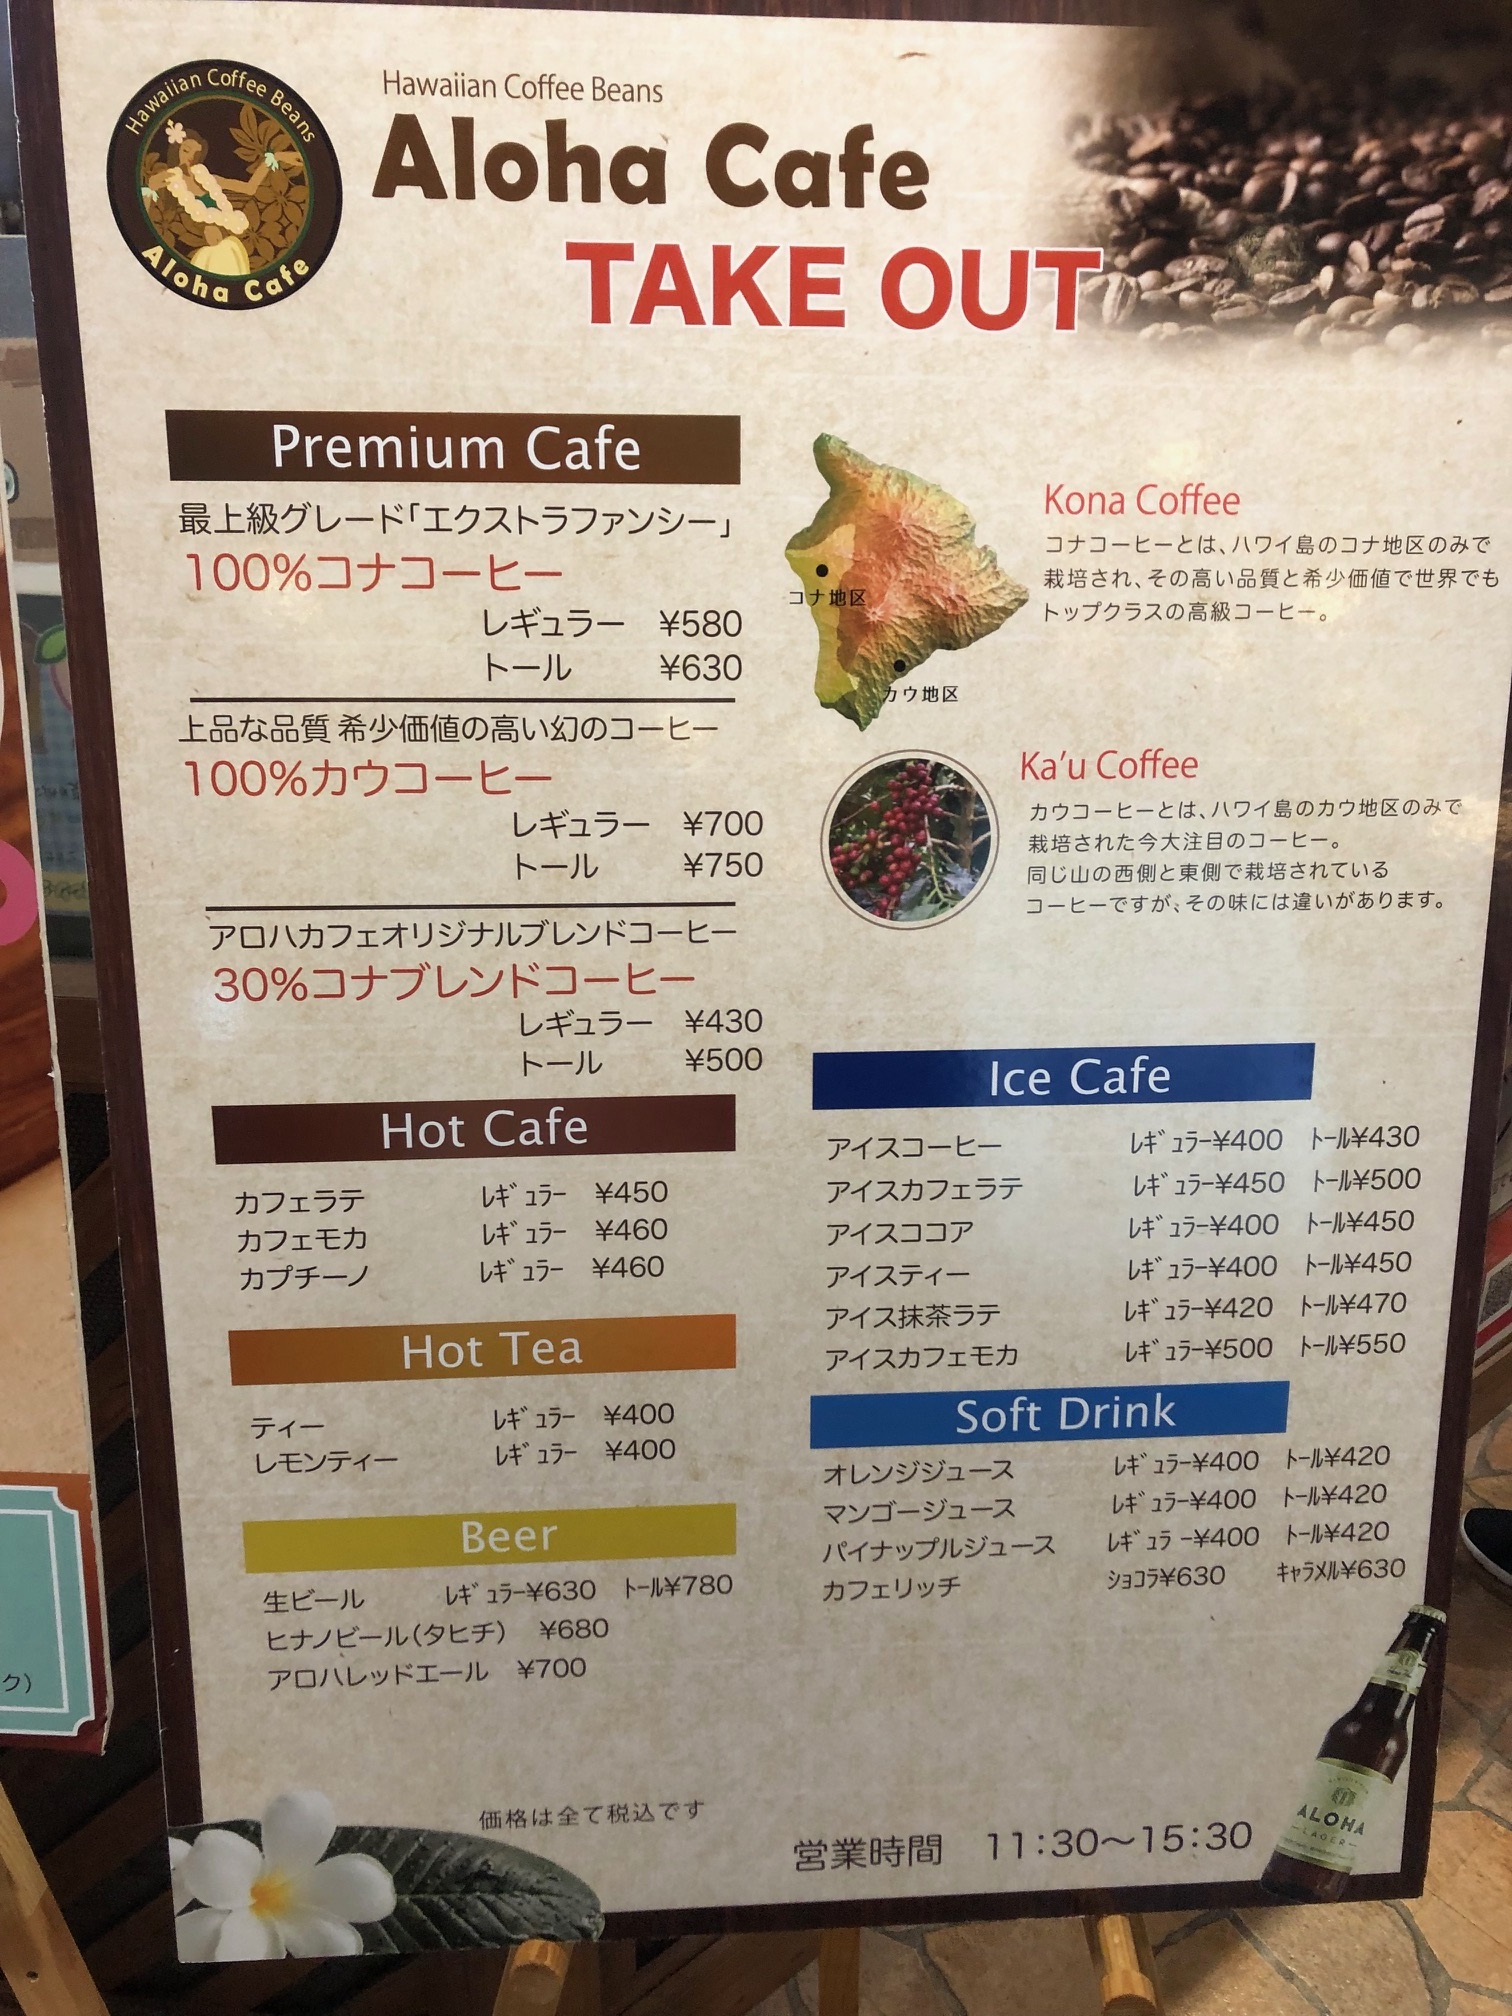 Hawaiian Coffee Beans
Aloha Cafe
Hawaiian Coffee Beans
Aloha Cafe
TAKE OUT
Premium Cafe
最上級グレード「エクストラファンシー」
100%コナコーヒー
レギュラー ¥580
トール ¥630
上品な品質 希少価値の高い幻のコーヒー
100%カウコーヒー
レギュラー ¥700
トール ¥750
アロハカフェオリジナルブレンドコーヒー
30%コナブレンドコーヒー
レギュラー ¥430
トール ¥500
Hot Cafe
カフェラテ ﾚｷﾞｭﾗｰ ¥450
カフェモカ ﾚｷﾞｭﾗｰ ¥460
カプチーノ ﾚｷﾞｭﾗｰ ¥460
Hot Tea
ティー ﾚｷﾞｭﾗｰ ¥400
レモンティー ﾚｷﾞｭﾗｰ ¥400
Beer
生ビール ﾚｷﾞｭﾗｰ¥630 ﾄｰﾙ¥780
ヒナノビール(タヒチ) ¥680
アロハレッドエール ¥700
コナ地区
カウ地区
Kona Coffee
コナコーヒーとは、ハワイ島のコナ地区のみで
栽培され、その高い品質と希少価値で世界でも
トップクラスの高級コーヒー。
Ka'u Coffee
カウコーヒーとは、ハワイ島のカウ地区のみで
栽培された今大注目のコーヒー。
同じ山の西側と東側で栽培されている
コーヒーですが、その味には違いがあります。
Ice Cafe
アイスコーヒー ﾚｷﾞｭﾗｰ¥400 ﾄｰﾙ¥430
アイスカフェラテ ﾚｷﾞｭﾗｰ¥450 ﾄｰﾙ¥500
アイスココア ﾚｷﾞｭﾗｰ¥400 ﾄｰﾙ¥450
アイスティー ﾚｷﾞｭﾗｰ¥400 ﾄｰﾙ¥450
アイス抹茶ラテ ﾚｷﾞｭﾗｰ¥420 ﾄｰﾙ¥470
アイスカフェモカ ﾚｷﾞｭﾗｰ¥500 ﾄｰﾙ¥550
Soft Drink
オレンジジュース ﾚｷﾞｭﾗｰ¥400 ﾄｰﾙ¥420
マンゴージュース ﾚｷﾞｭﾗｰ¥400 ﾄｰﾙ¥420
パイナップルジュース ﾚｷﾞｭﾗｰ¥400 ﾄｰﾙ¥420
カフェリッチ ｼｮｺﾗ¥630 ｷｬﾗﾒﾙ¥630
価格は全て税込です
営業時間 11:30〜15:30
ALOHA
LAGER
ク)